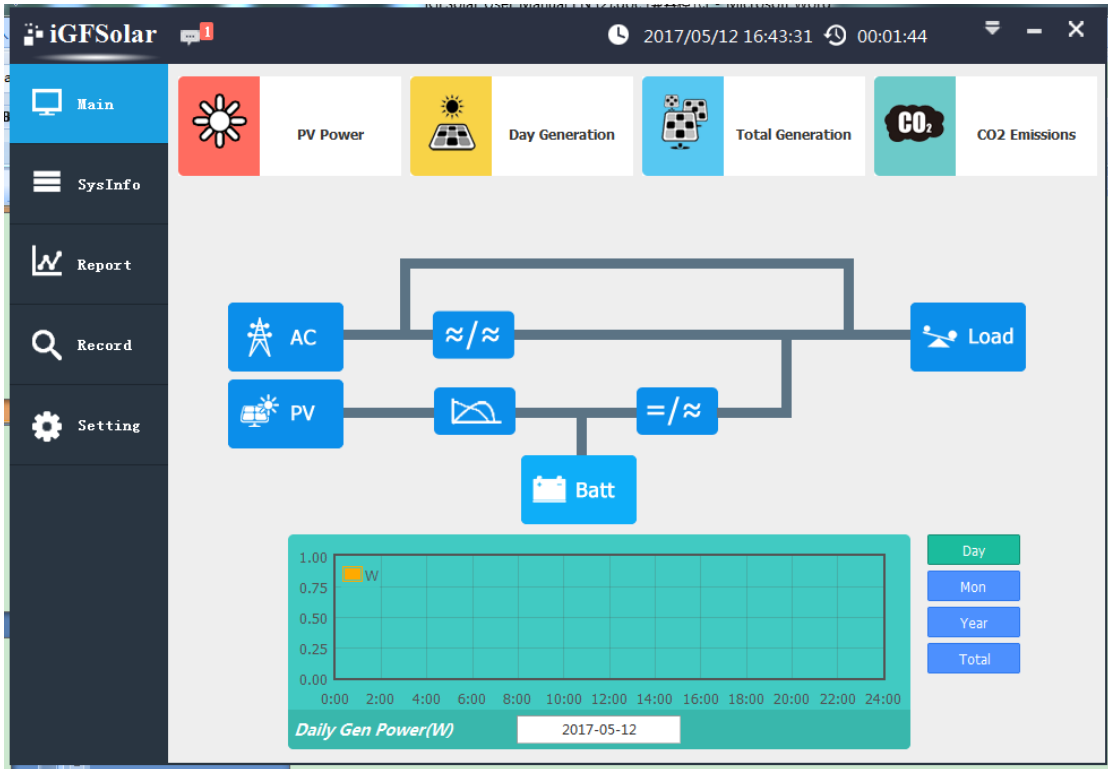 iGFSolar
1
2017/05/12 16:43:31
00:01:44
Main
SysInfo
Report
Record
Setting
PV Power
Day Generation
Total Generation
CO2
CO2 Emissions
AC
≈/≈
Load
PV
=/≈
Batt
1.00
0.75
0.50
0.25
0.00
W
0:00 2:00 4:00 6:00 8:00 10:00 12:00 14:00 16:00 18:00 20:00 22:00 24:00
Daily Gen Power(W)
2017-05-12
Day
Mon
Year
Total